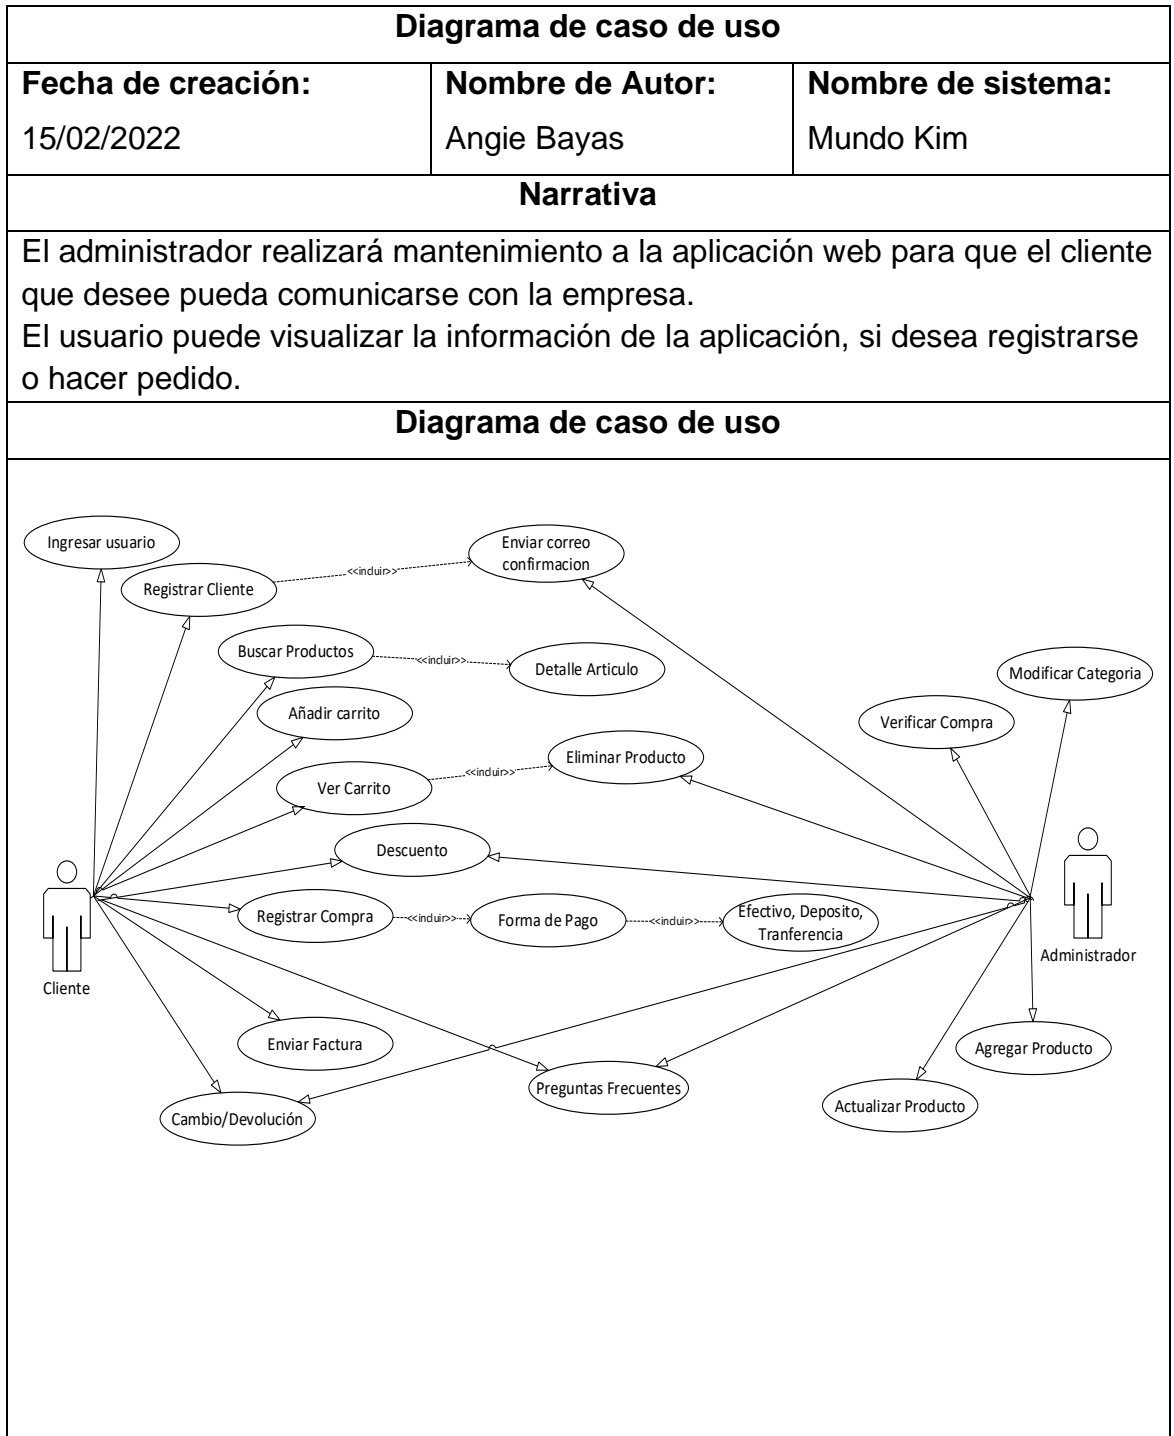 Diagrama de caso de uso
Fecha de creación:
15/02/2022
Nombre de Autor:
Angie Bayas
Nombre de sistema:
Mundo Kim
Narrativa
El administrador realizará mantenimiento a la aplicación web para que el cliente
que desee pueda comunicarse con la empresa.
El usuario puede visualizar la información de la aplicación, si desea registrarse
o hacer pedido.
Diagrama de caso de uso
Ingresar usuario
Enviar correo
confirmacion
<<incluir>>
Registrar Cliente
Buscar Productos
<<incluir>>
Detalle Articulo
Modificar Categoria
Añadir carrito
Verificar Compra
Eliminar Producto
<<incluir>>
Ver Carrito
Descuento
Registrar Compra
<<incluir>>
Forma de Pago
<<incluir>>
Efectivo, Deposito,
Tranferencia
Administrador
Cliente
Enviar Factura
Agregar Producto
Preguntas Frecuentes
Actualizar Producto
Cambio/Devolución